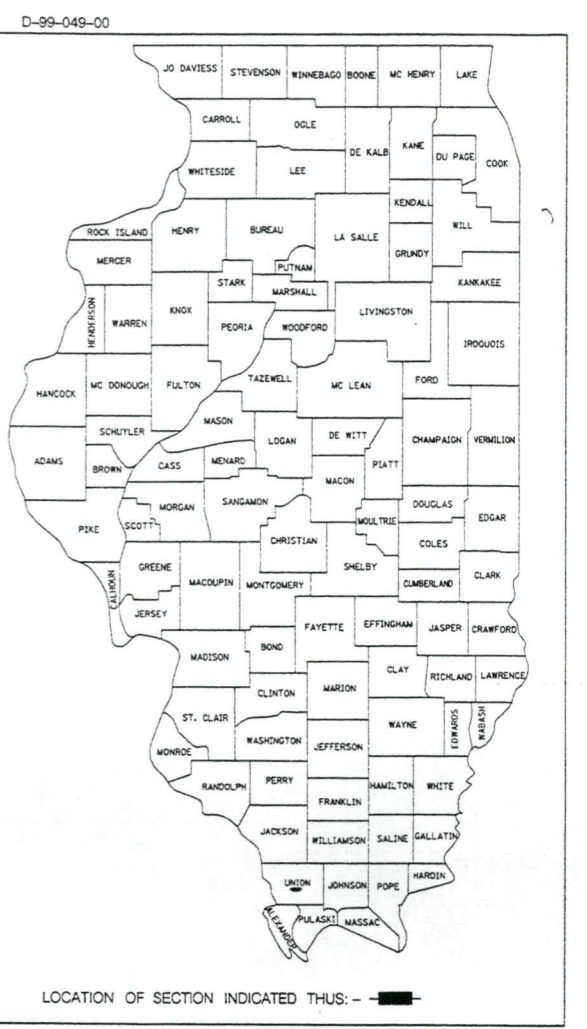 D-99-049-00
JO DAVIESS STEVENSON WINNEBAGO BOONE MC HENRY LAKE
CARROLL OGLE DE KALB KANE DU PAGE COOK
WHITESIDE LEE
KENDALL WILL
ROCK ISLAND HENRY BUREAU LA SALLE GRUNDY
MERCER PUTNAM
STARK MARSHALL KANKAKEE
HENDERSON WARREN KNOX PEORIA WOODFORD LIVINGSTON
IROQUOIS
HANCOCK MC DONOUGH FULTON TAZEWELL MC LEAN FORD
SCHUYLER MASON LOGAN DE WITT CHAMPAIGN VERMILION
ADAMS BROWN CASS MENARD PIATT
MACON
PIKE SCOTT MORGAN SANGAMON DOUGLAS EDGAR
CHRISTIAN MOULTRIE COLES
CALHOUN GREENE MACOUPIN MONTGOMERY SHELBY CUMBERLAND CLARK
JERSEY
FAYETTE EFFINGHAM JASPER CRAWFORD
MADISON BOND
CLAY RICHLAND LAWRENCE
CLINTON MARION
ST. CLAIR WAYNE EDWARDS WABASH
MONROE WASHINGTON JEFFERSON
RANDOLPH PERRY HAMILTON WHITE
FRANKLIN
JACKSON WILLIAMSON SALINE GALLATIN
UNION JOHNSON POPE HARDIN
ALEXANDER PULASKI MASSAC
LOCATION OF SECTION INDICATED THUS: -